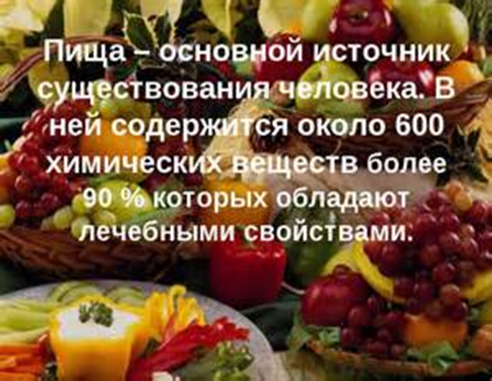 Пища – основной источник
существования человека. В
ней содержится около 600
химических веществ более
90 % которых обладают
лечебными свойствами.